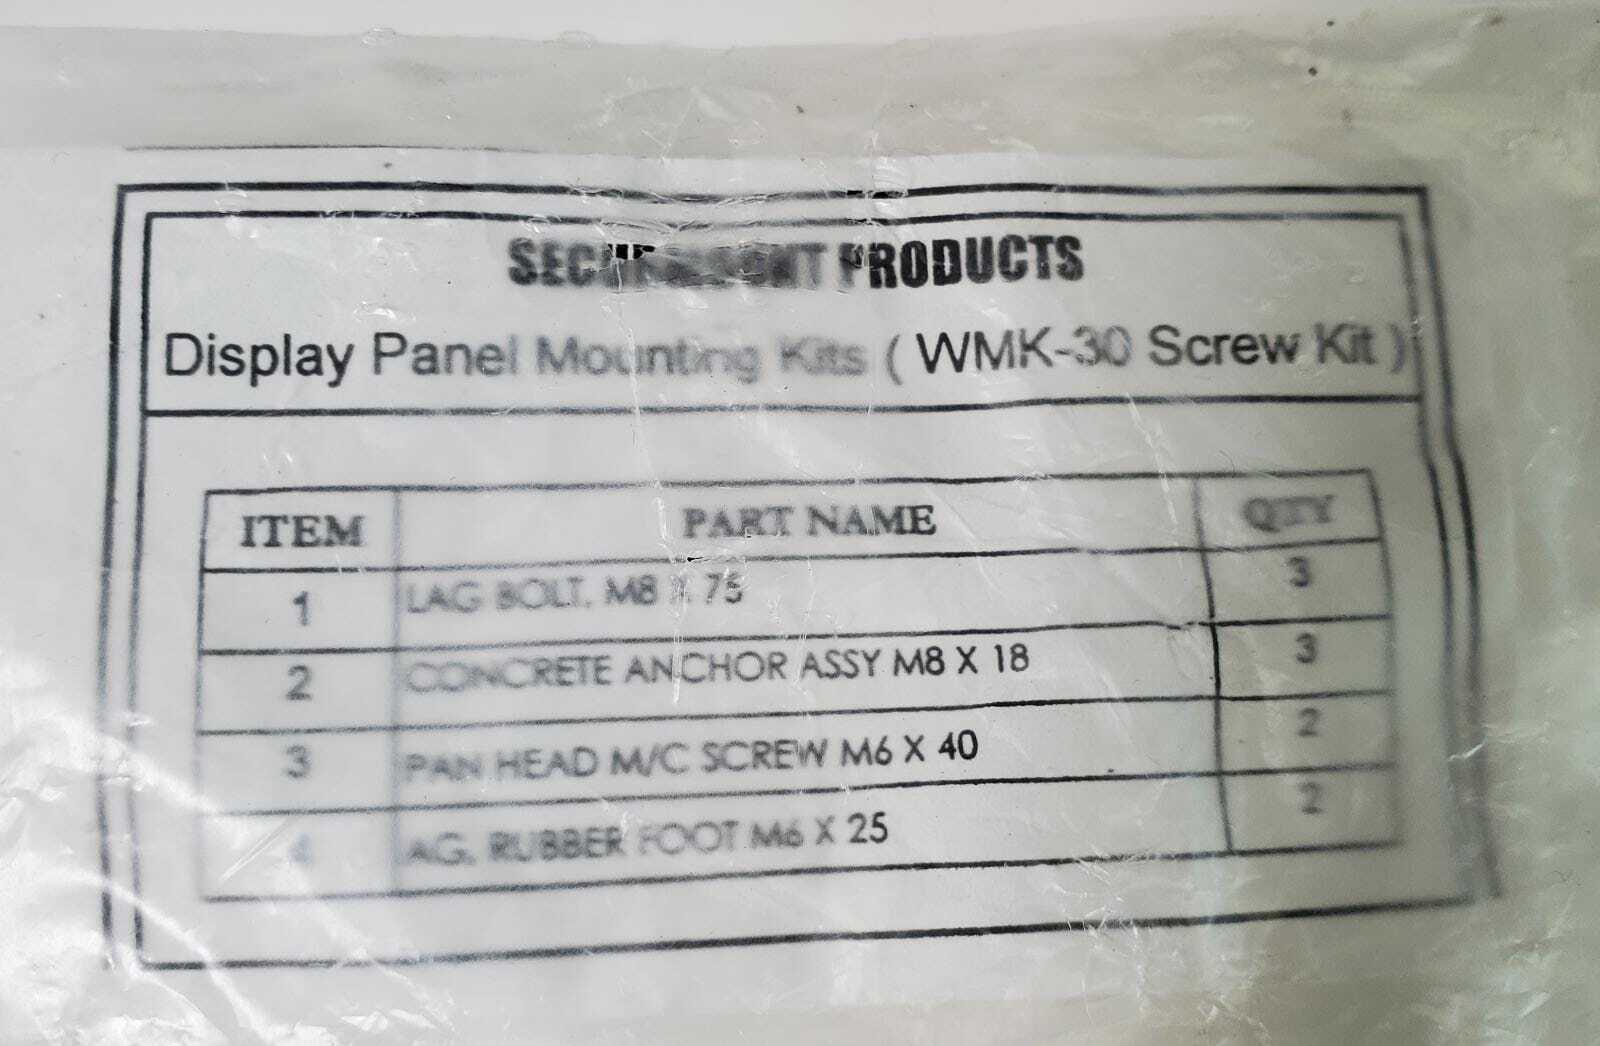 PRODUCTS
Display Panel Mounting Kits ( WMK-30 Screw Kit )
ITEM PART NAME QTY
1 LAG BOLT. M8 X 75 3
2 CONCRETE ANCHOR ASSY M8 X 18 3
3 PAN HEAD M/C SCREW M6 X 40 2
4 AG. RUBBER FOOT M6 X 25 2